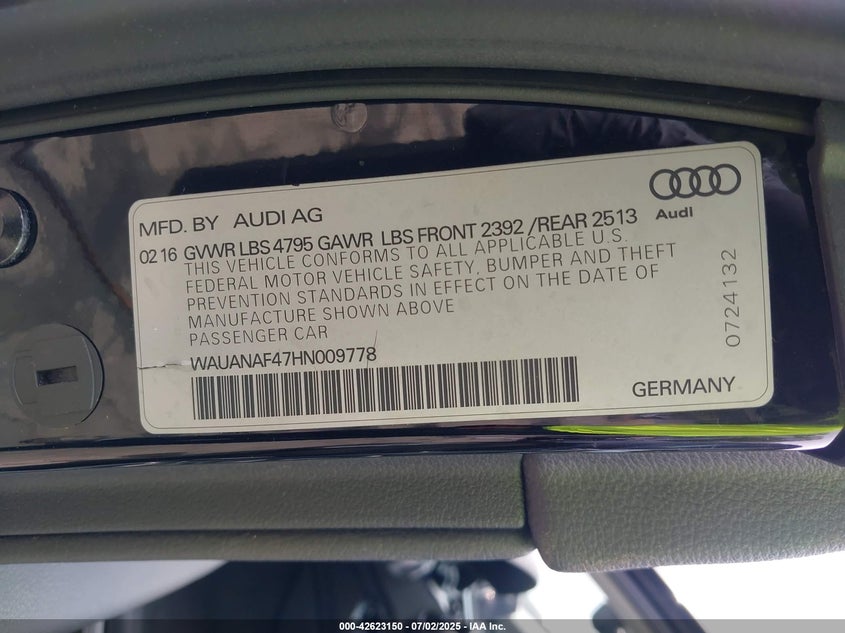 MFD. BY AUDI AG
02 16 GVWR LBS 4795 GAWR LBS FRONT 2392 /REAR 2513
THIS VEHICLE CONFORMS TO ALL APPLICABLE U.S.
FEDERAL MOTOR VEHICLE SAFETY, BUMPER AND THEFT
PREVENTION STANDARDS IN EFFECT ON THE DATE OF
MANUFACTURE SHOWN ABOVE
PASSENGER CAR
WAUANAF47HN009778
Audi
0724132
GERMANY
000-42623150 - 07/02/2025 - IAA Inc.